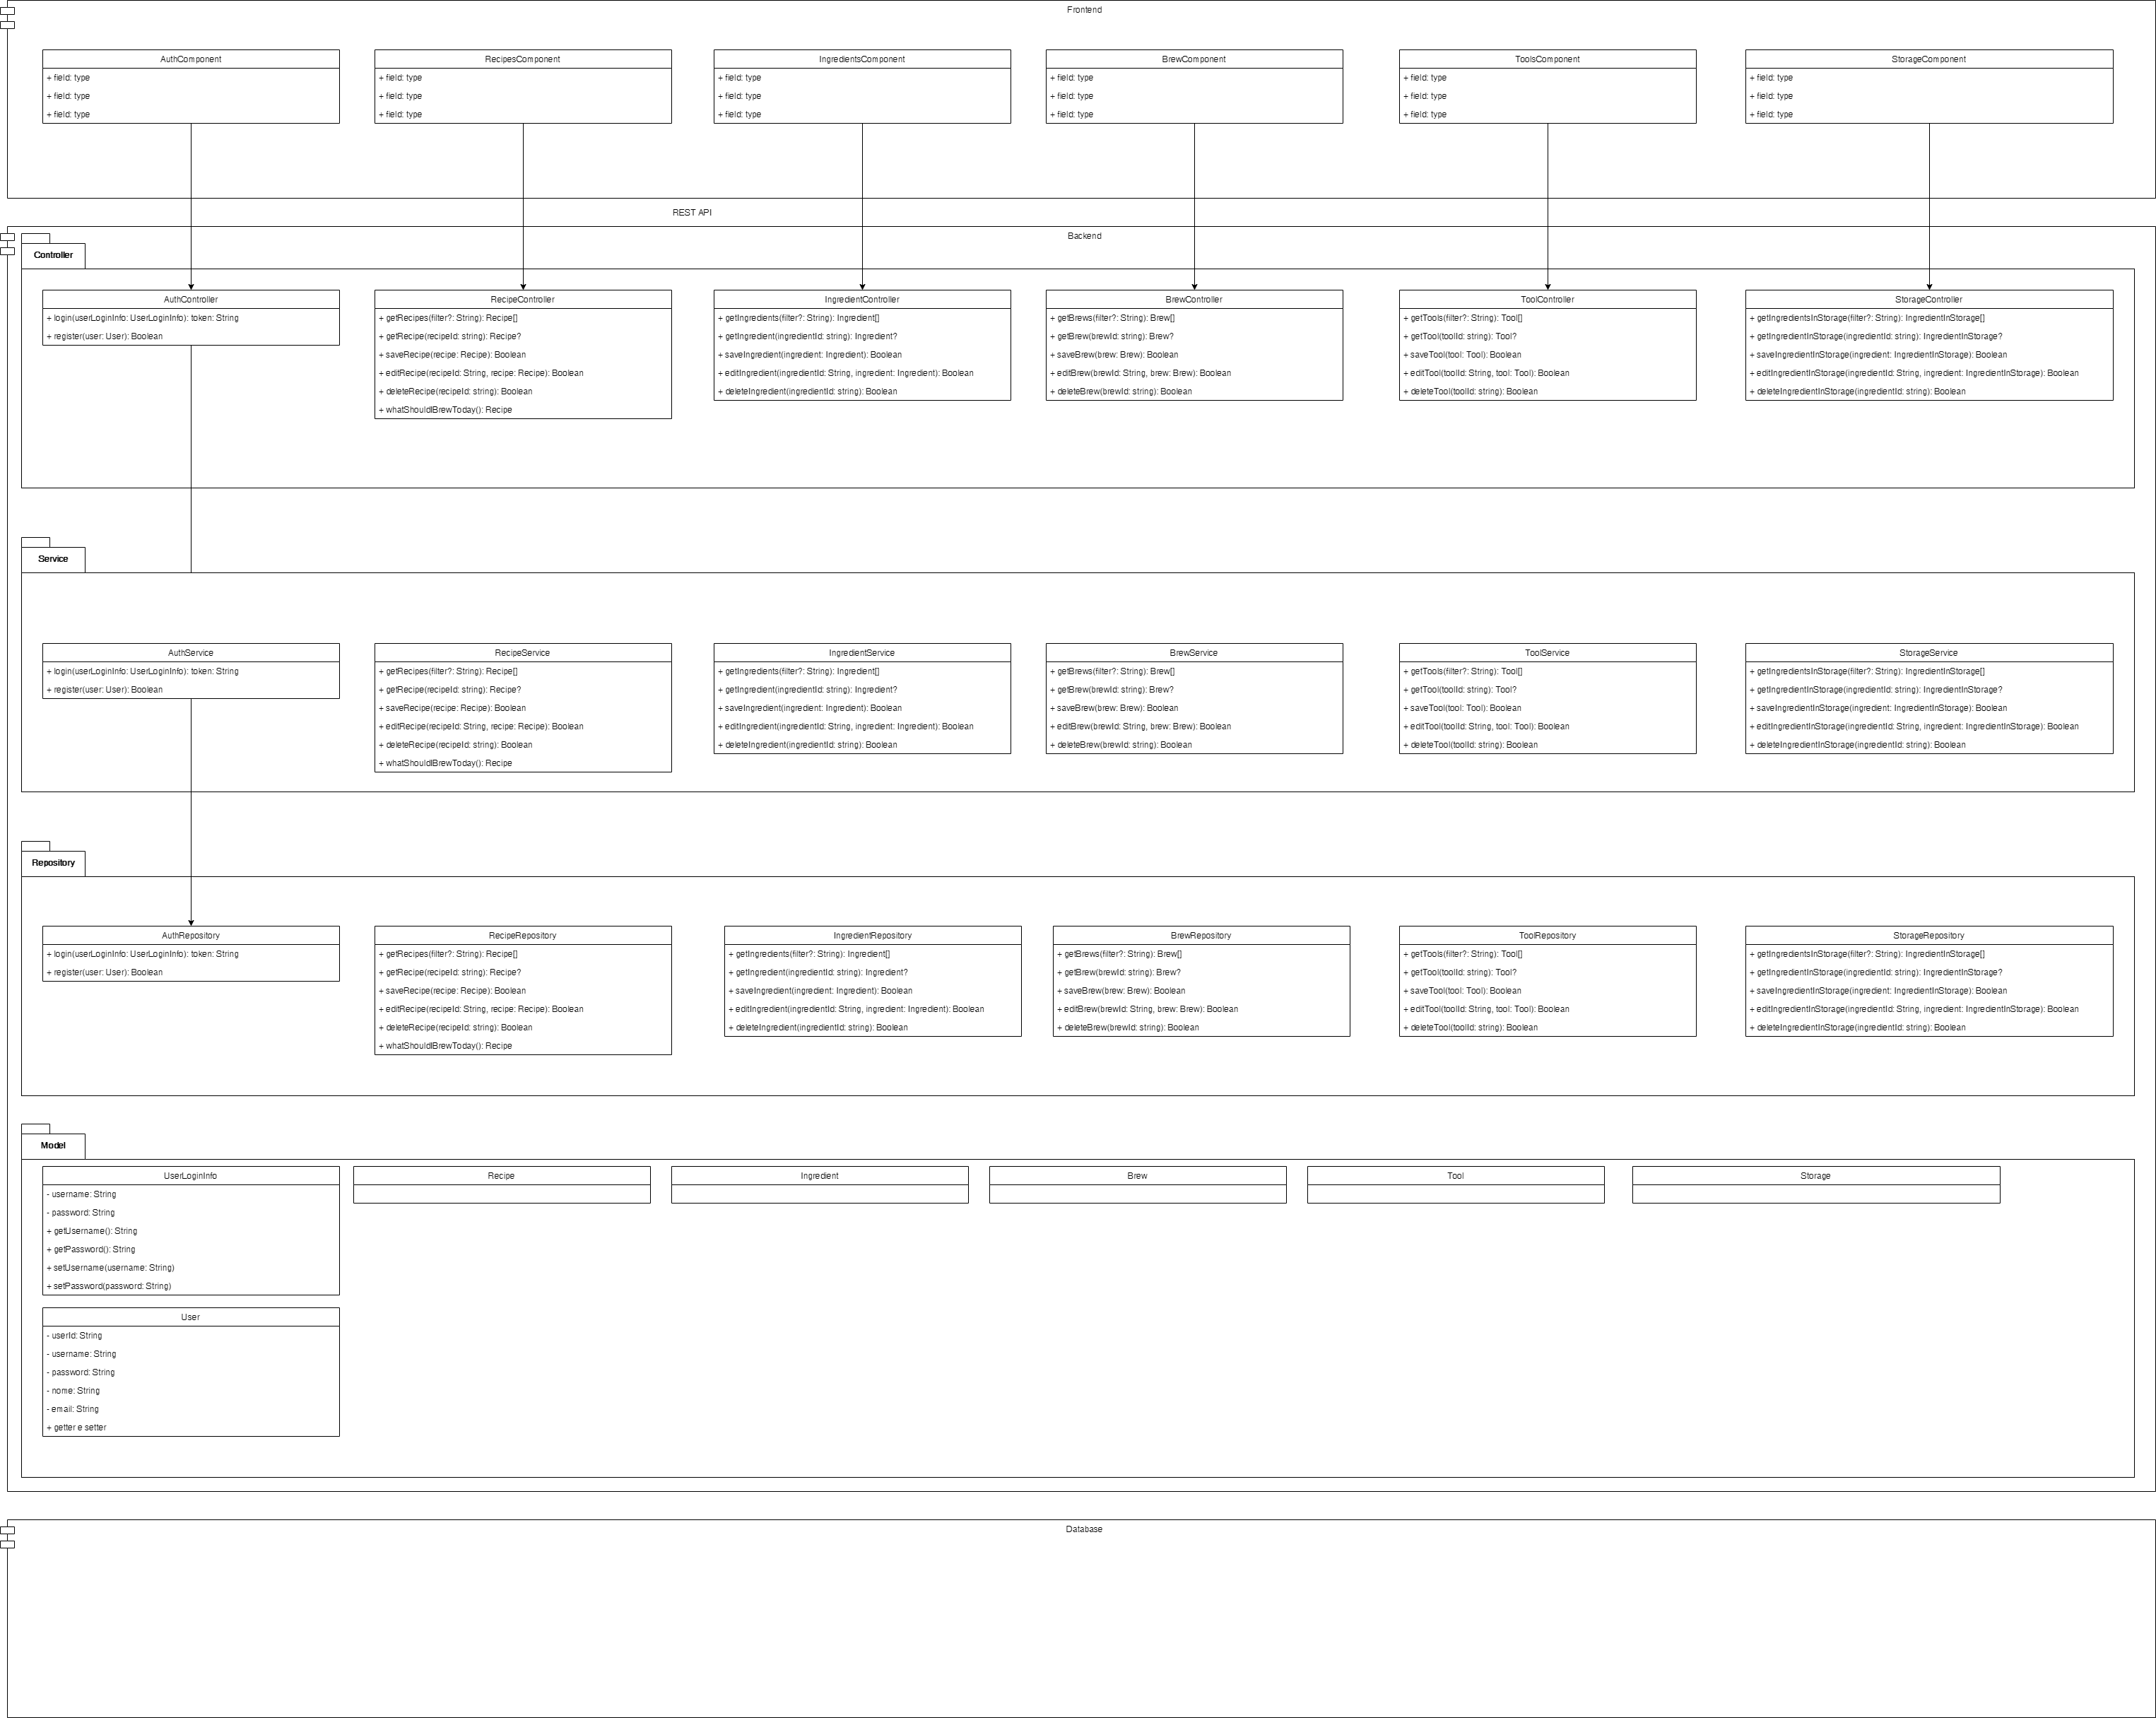 Frontend
AuthComponent
+ field: type
+ field: type
+ field: type
RecipesComponent
+ field: type
+ field: type
+ field: type
IngredientsComponent
+ field: type
+ field: type
+ field: type
BrewComponent
+ field: type
+ field: type
+ field: type
ToolsComponent
+ field: type
+ field: type
+ field: type
StorageComponent
+ field: type
+ field: type
+ field: type
REST API
Backend
Controller
AuthController
+ login(userLoginInfo: UserLoginInfo): token: String
+ register(user: User): Boolean
RecipeController
+ getRecipes(filter?: String): Recipe[]
+ getRecipe(recipeId: string): Recipe?
+ saveRecipe(recipe: Recipe): Boolean
+ editRecipe(recipeId: String, recipe: Recipe): Boolean
+ deleteRecipe(recipeId: string): Boolean
+ whatShouldIBrewToday(): Recipe
IngredientController
+ getIngredients(filter?: String): Ingredient[]
+ getIngredient(ingredientId: string): Ingredient?
+ saveIngredient(ingredient: Ingredient): Boolean
+ editIngredient(ingredientId: String, ingredient: Ingredient): Boolean
+ deleteIngredient(ingredientId: string): Boolean
BrewController
+ getBrews(filter?: String): Brew[]
+ getBrew(brewId: string): Brew?
+ saveBrew(brew: Brew): Boolean
+ editBrew(brewId: String, brew: Brew): Boolean
+ deleteBrew(brewId: string): Boolean
ToolController
+ getTools(filter?: String): Tool[]
+ getTool(toolId: string): Tool?
+ saveTool(tool: Tool): Boolean
+ editTool(toolId: String, tool: Tool): Boolean
+ deleteTool(toolId: string): Boolean
StorageController
+ getIngredientsInStorage(filter?: String): IngredientInStorage[]
+ getIngredientInStorage(ingredientId: string): IngredientInStorage?
+ saveIngredientInStorage(ingredient: IngredientInStorage): Boolean
+ editIngredientInStorage(ingredientId: String, ingredient: IngredientInStorage): Boolean
+ deleteIngredientInStorage(ingredientId: string): Boolean
Service
AuthService
+ login(userLoginInfo: UserLoginInfo): token: String
+ register(user: User): Boolean
RecipeService
+ getRecipes(filter?: String): Recipe[]
+ getRecipe(recipeId: string): Recipe?
+ saveRecipe(recipe: Recipe): Boolean
+ editRecipe(recipeId: String, recipe: Recipe): Boolean
+ deleteRecipe(recipeId: string): Boolean
+ whatShouldIBrewToday(): Recipe
IngredientService
+ getIngredients(filter?: String): Ingredient[]
+ getIngredient(ingredientId: string): Ingredient?
+ saveIngredient(ingredient: Ingredient): Boolean
+ editIngredient(ingredientId: String, ingredient: Ingredient): Boolean
+ deleteIngredient(ingredientId: string): Boolean
BrewService
+ getBrews(filter?: String): Brew[]
+ getBrew(brewId: string): Brew?
+ saveBrew(brew: Brew): Boolean
+ editBrew(brewId: String, brew: Brew): Boolean
+ deleteBrew(brewId: string): Boolean
ToolService
+ getTools(filter?: String): Tool[]
+ getTool(toolId: string): Tool?
+ saveTool(tool: Tool): Boolean
+ editTool(toolId: String, tool: Tool): Boolean
+ deleteTool(toolId: string): Boolean
StorageService
+ getIngredientsInStorage(filter?: String): IngredientInStorage[]
+ getIngredientInStorage(ingredientId: string): IngredientInStorage?
+ saveIngredientInStorage(ingredient: IngredientInStorage): Boolean
+ editIngredientInStorage(ingredientId: String, ingredient: IngredientInStorage): Boolean
+ deleteIngredientInStorage(ingredientId: string): Boolean
Repository
AuthRepository
+ login(userLoginInfo: UserLoginInfo): token: String
+ register(user: User): Boolean
RecipeRepository
+ getRecipes(filter?: String): Recipe[]
+ getRecipe(recipeId: string): Recipe?
+ saveRecipe(recipe: Recipe): Boolean
+ editRecipe(recipeId: String, recipe: Recipe): Boolean
+ deleteRecipe(recipeId: string): Boolean
+ whatShouldIBrewToday(): Recipe
IngredientRepository
+ getIngredients(filter?: String): Ingredient[]
+ getIngredient(ingredientId: string): Ingredient?
+ saveIngredient(ingredient: Ingredient): Boolean
+ editIngredient(ingredientId: String, ingredient: Ingredient): Boolean
+ deleteIngredient(ingredientId: string): Boolean
BrewRepository
+ getBrews(filter?: String): Brew[]
+ getBrew(brewId: string): Brew?
+ saveBrew(brew: Brew): Boolean
+ editBrew(brewId: String, brew: Brew): Boolean
+ deleteBrew(brewId: string): Boolean
ToolRepository
+ getTools(filter?: String): Tool[]
+ getTool(toolId: string): Tool?
+ saveTool(tool: Tool): Boolean
+ editTool(toolId: String, tool: Tool): Boolean
+ deleteTool(toolId: string): Boolean
StorageRepository
+ getIngredientsInStorage(filter?: String): IngredientInStorage[]
+ getIngredientInStorage(ingredientId: string): IngredientInStorage?
+ saveIngredientInStorage(ingredient: IngredientInStorage): Boolean
+ editIngredientInStorage(ingredientId: String, ingredient: IngredientInStorage): Boolean
+ deleteIngredientInStorage(ingredientId: string): Boolean
Model
UserLoginInfo
- username: String
- password: String
+ getUsername(): String
+ getPassword(): String
+ setUsername(username: String)
+ setPassword(password: String)
Recipe
Ingredient
Brew
Tool
Storage
User
- userId: String
- username: String
- password: String
- nome: String
- email: String
+ getter e setter
Database